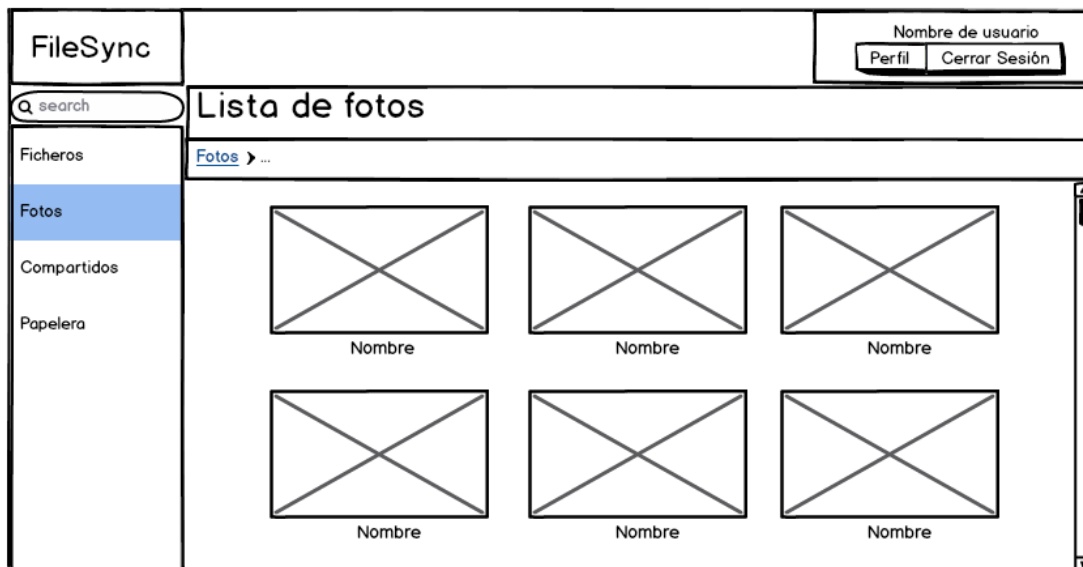 FileSync
Nombre de usuario
Perfil Cerrar Sesión
search
Lista de fotos
Ficheros
Fotos
Compartidos
Papelera
Fotos > ...
Nombre Nombre Nombre
Nombre Nombre Nombre